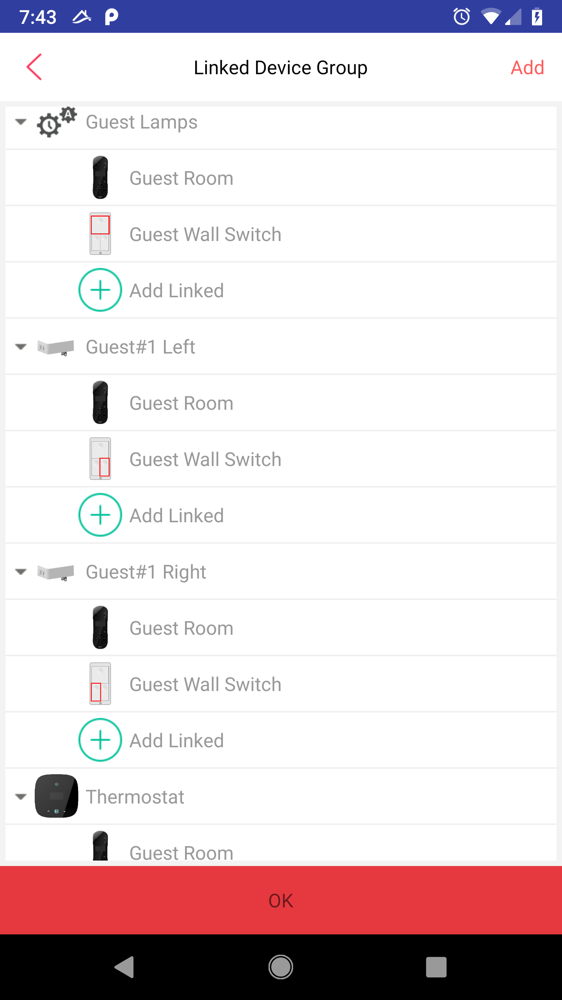 7:43
Linked Device Group
Add
Guest Lamps
Guest Room
Guest Wall Switch
Add Linked
Guest#1 Left
Guest Room
Guest Wall Switch
Add Linked
Guest#1 Right
Guest Room
Guest Wall Switch
Add Linked
Thermostat
Guest Room
OK